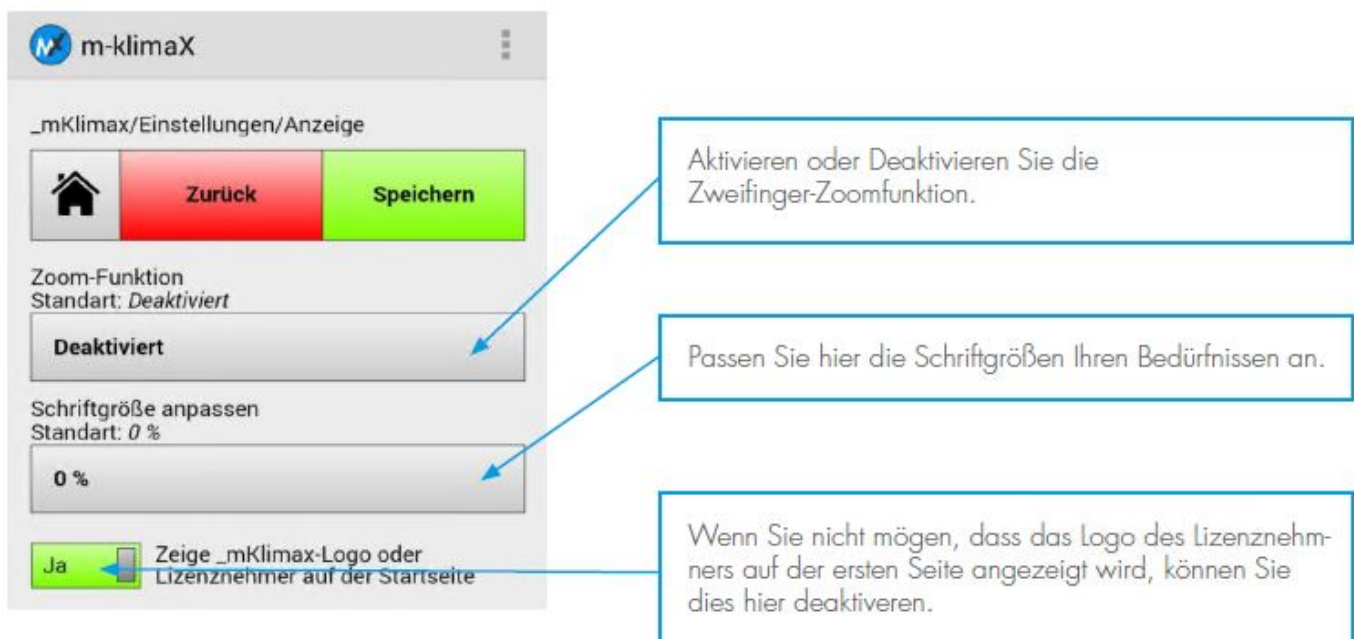 m-klimaX
_mKlimax/Einstellungen/Anzeige
Zurück
Speichern
Zoom-Funktion
Standart: Deaktiviert
Deaktiviert
Schriftgröße anpassen
Standart: 0 %
0 %
Ja
Zeige _mKlimax-Logo oder
Lizenznehmer auf der Startseite
Aktivieren oder Deaktivieren Sie die
Zweifinger-Zoomfunktion.
Passen Sie hier die Schriftgrößen Ihren Bedürfnissen an.
Wenn Sie nicht mögen, dass das Logo des Lizenznehm-
ners auf der ersten Seite angezeigt wird, können Sie
dies hier deaktiveren.